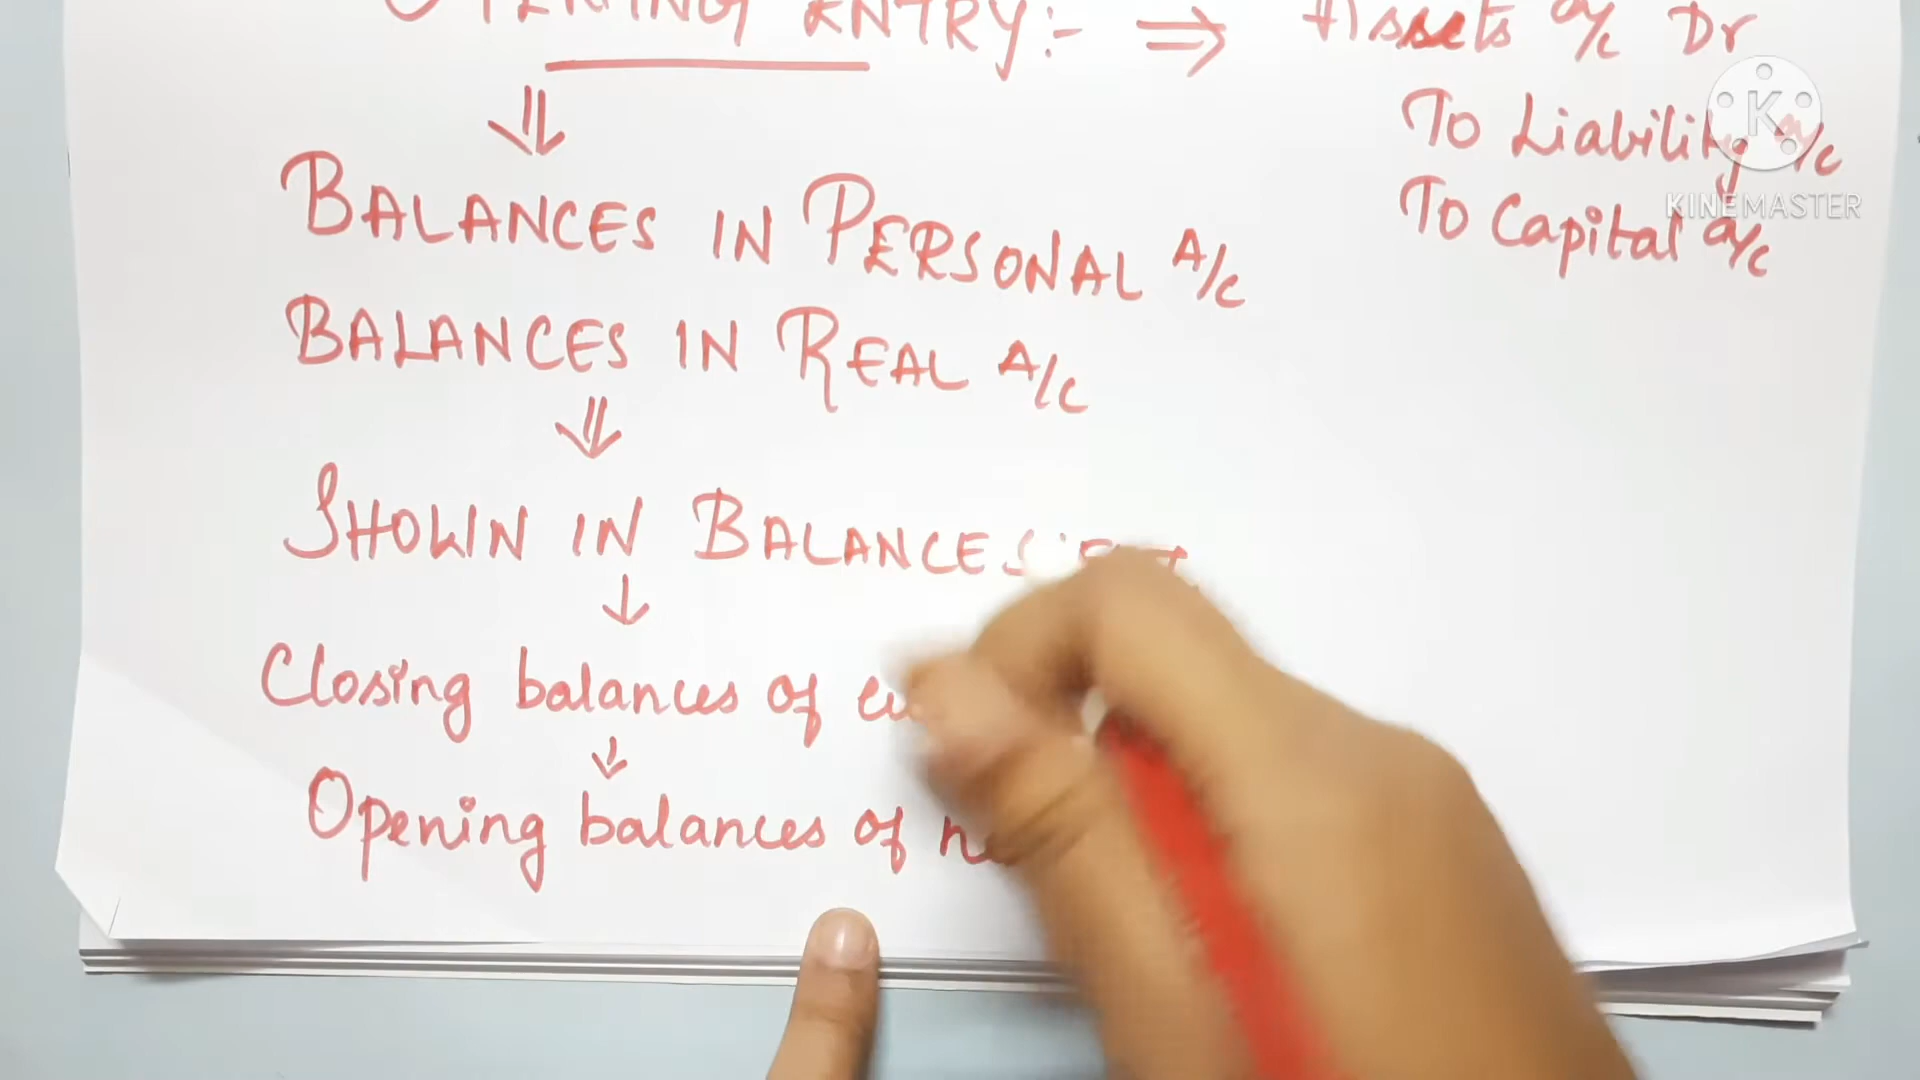 OPENING ENTRY:- ⇒ Assets a/c Dr
To Liability a/c
To Capital a/c
⇓
BALANCES IN PERSONAL A/C
BALANCES IN REAL A/C
⇓
SHOWN IN BALANCE
↓
Closing balances of
↓
Opening balances of
K
KINEMASTER